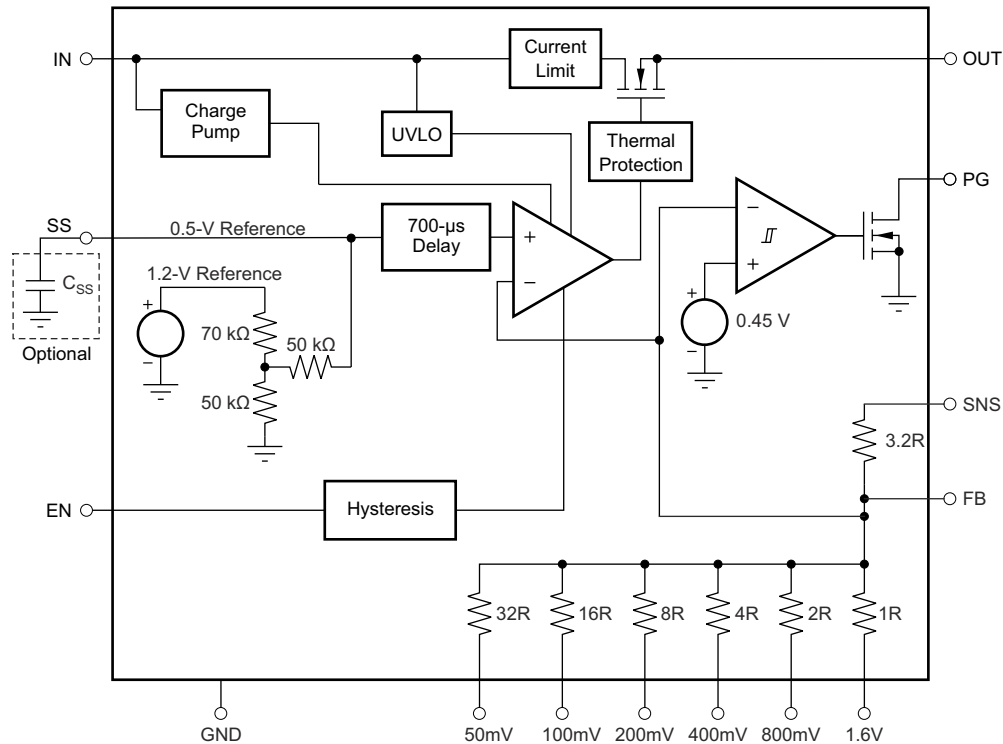 IN
Current
Limit
OUT
Charge
Pump
UVLO
Thermal
Protection
PG
SS
0.5-V Reference
700-μs
Delay
+
−
−
+
C_SS
Optional
1.2-V Reference
+
−
70 kΩ
50 kΩ
50 kΩ
+
−
0.45 V
SNS
3.2R
FB
EN
Hysteresis
32R
16R
8R
4R
2R
1R
GND
50mV
100mV
200mV
400mV
800mV
1.6V